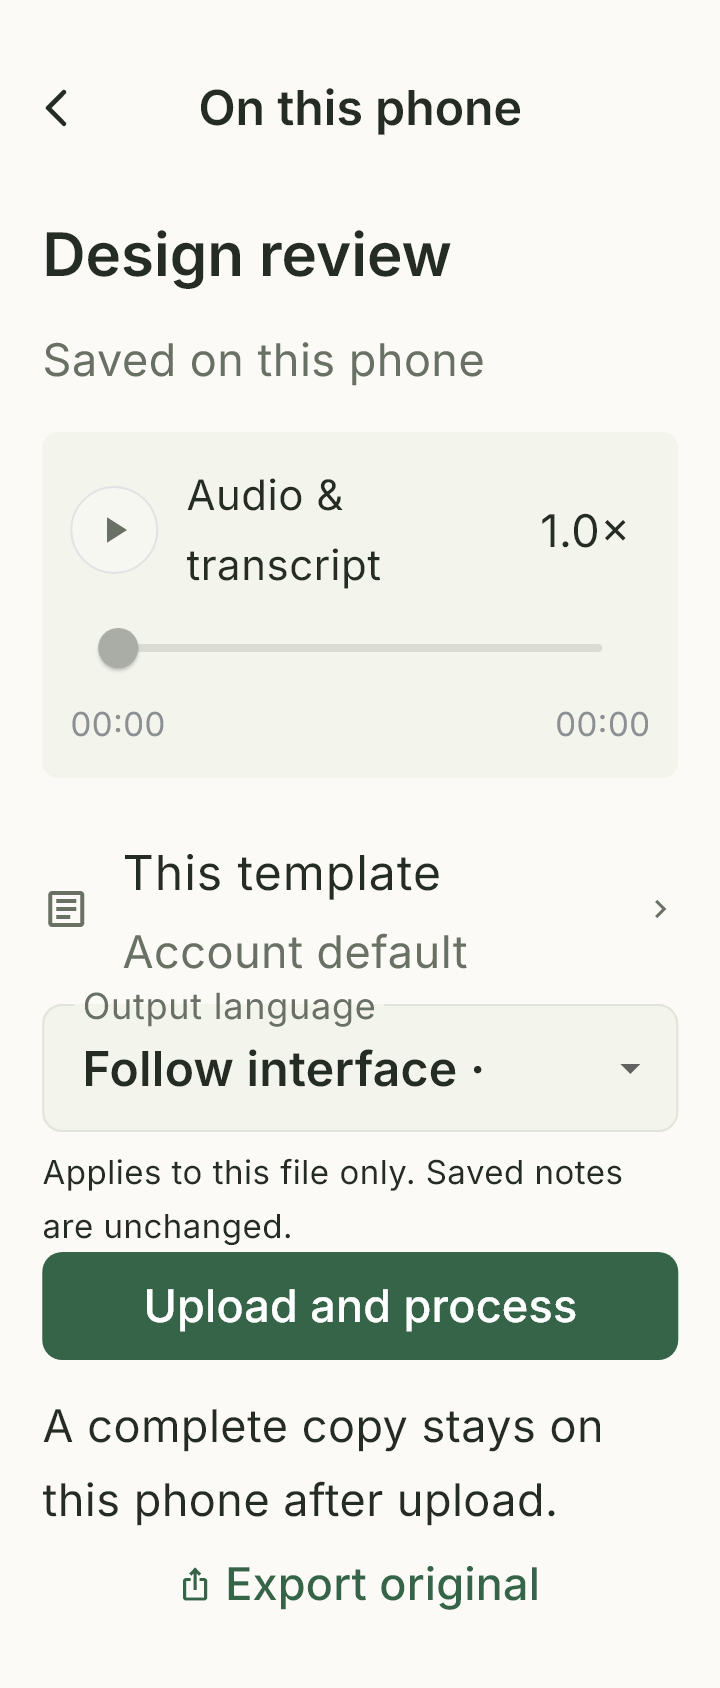 On this phone
Design review
Saved on this phone
Audio &
transcript
1.0×
00:00
00:00
This template
Account default
Output language
Follow interface ·
Applies to this file only. Saved notes
are unchanged.
Upload and process
A complete copy stays on
this phone after upload.
Export original